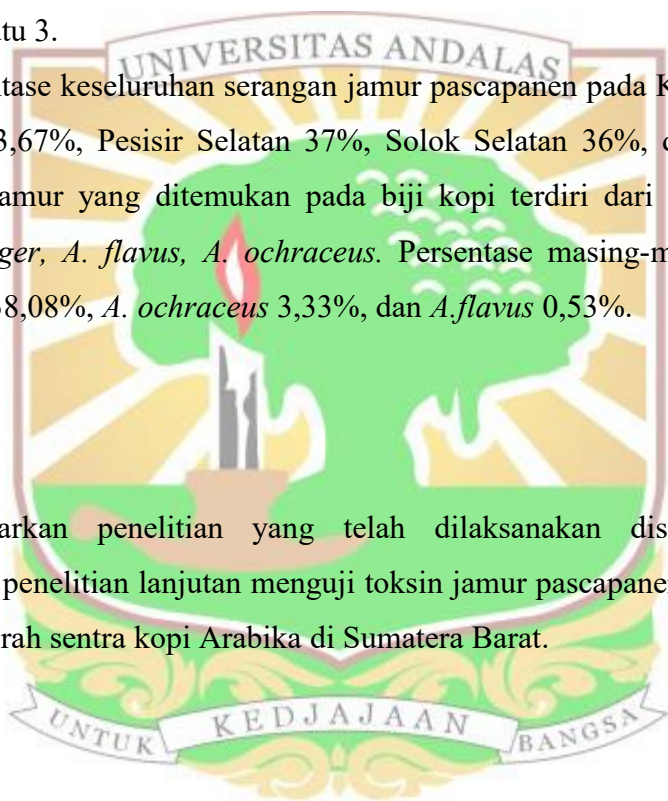 tu 3.
UNIVERSITAS ANDALAS
tase keseluruhan serangan jamur pascapanen pada K
3,67%, Pesisir Selatan 37%, Solok Selatan 36%, d
amur yang ditemukan pada biji kopi terdiri dari
ger, A. flavus, A. ochraceus. Persentase masing-m
8,08%, A. ochraceus 3,33%, dan A.flavus 0,53%.
arkan penelitian yang telah dilaksanakan dis
penelitian lanjutan menguji toksin jamur pascapanen
rah sentra kopi Arabika di Sumatera Barat.
UNTUK KEDJAJAAN BANGSA